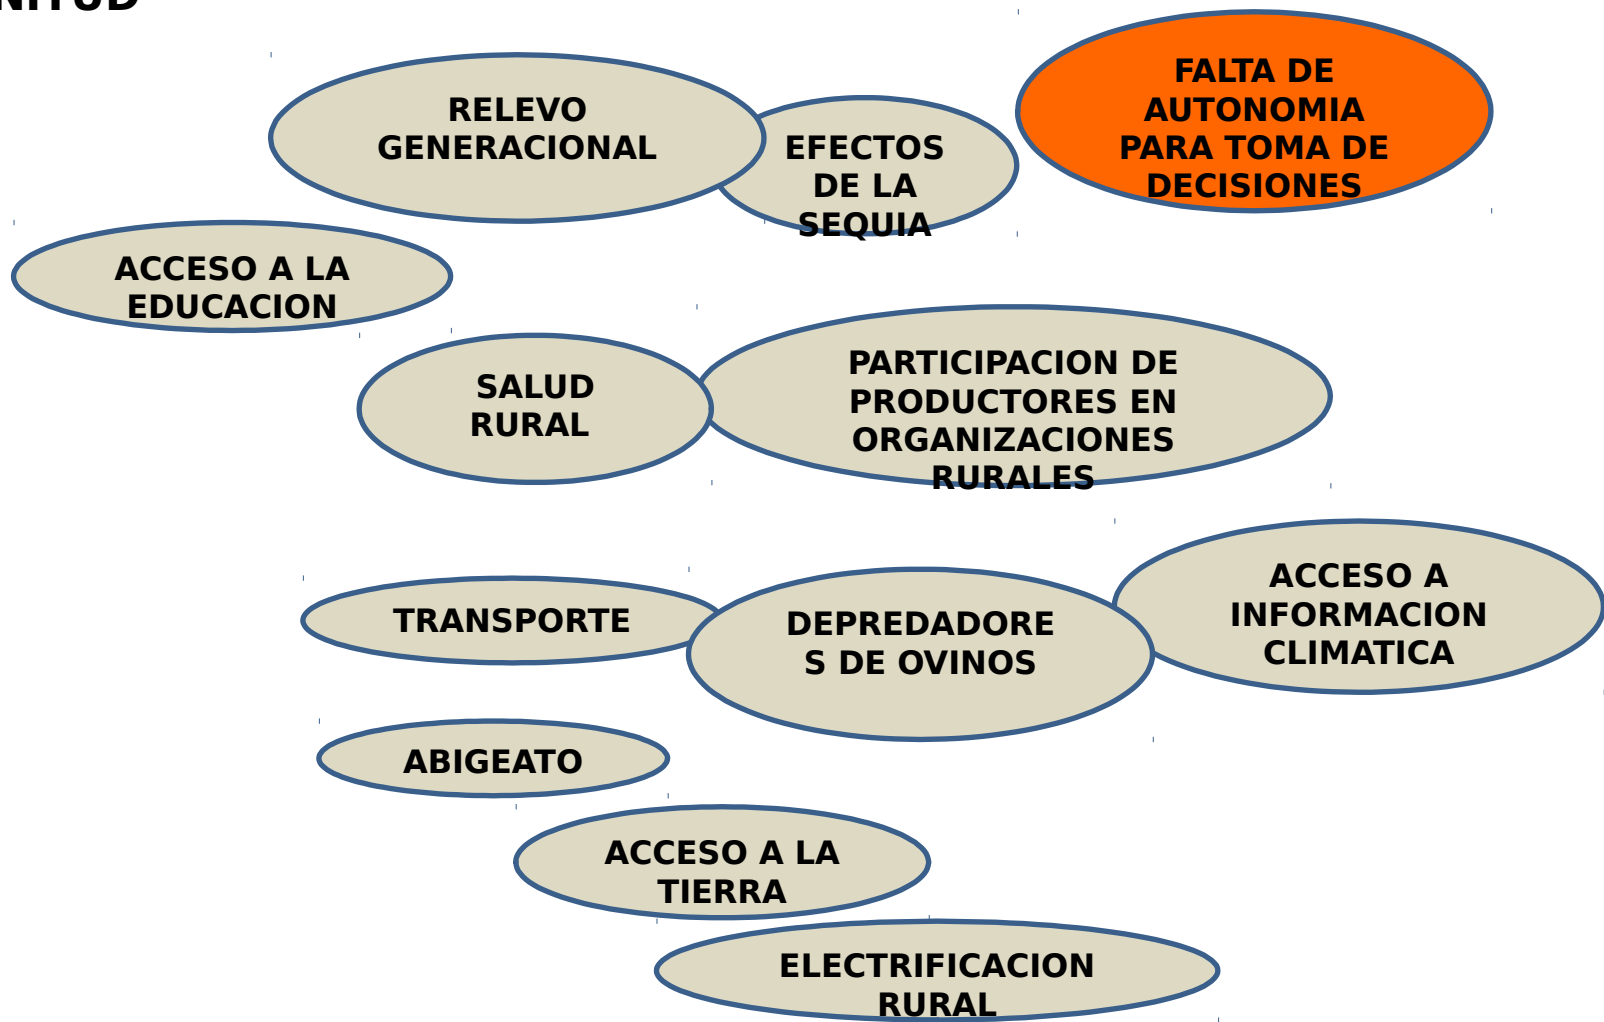 RELEVO
GENERACIONAL
EFECTOS
DE LA
SEQUIA
FALTA DE
AUTONOMIA
PARA TOMA DE
DECISIONES
ACCESO A LA
EDUCACION
SALUD
RURAL
PARTICIPACION DE
PRODUCTORES EN
ORGANIZACIONES
RURALES
TRANSPORTE
DEPREDADORE
S DE OVINOS
ACCESO A
INFORMACION
CLIMATICA
ABIGEATO
ACCESO A LA
TIERRA
ELECTRIFICACION
RURAL